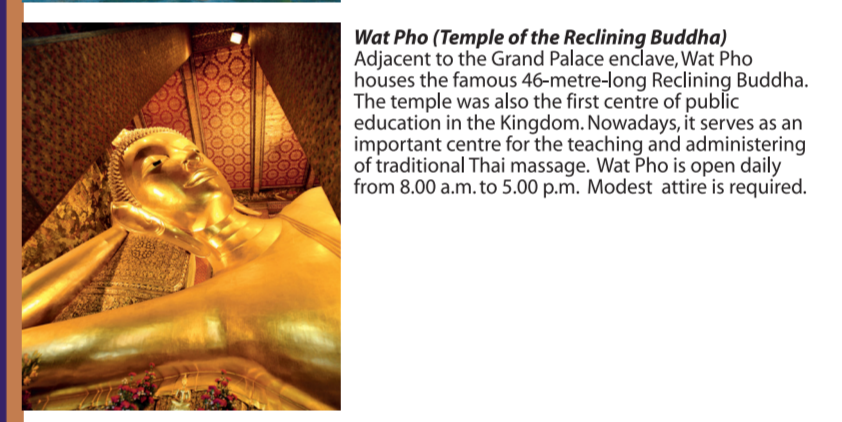 Wat Pho (Temple of the Reclining Buddha)
Adjacent to the Grand Palace enclave, Wat Pho
houses the famous 46-metre-long Reclining Buddha.
The temple was also the first centre of public
education in the Kingdom. Nowadays, it serves as an
important centre for the teaching and administering
of traditional Thai massage. Wat Pho is open daily
from 8.00 a.m. to 5.00 p.m. Modest attire is required.